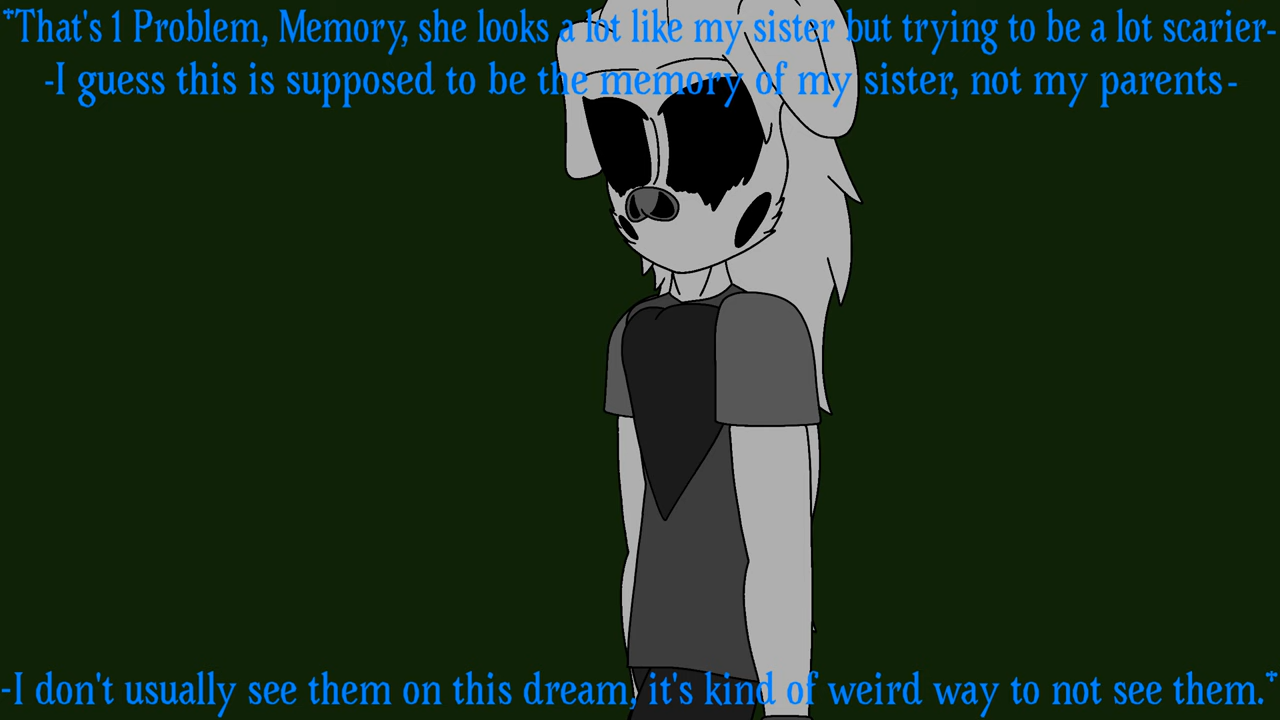 *That's 1 Problem, Memory, she looks a lot like my sister but trying to be a lot scarier-
-I guess this is supposed to be the memory of my sister, not my parents-
-I don't usually see them on this dream, it's kind of weird way to not see them.*